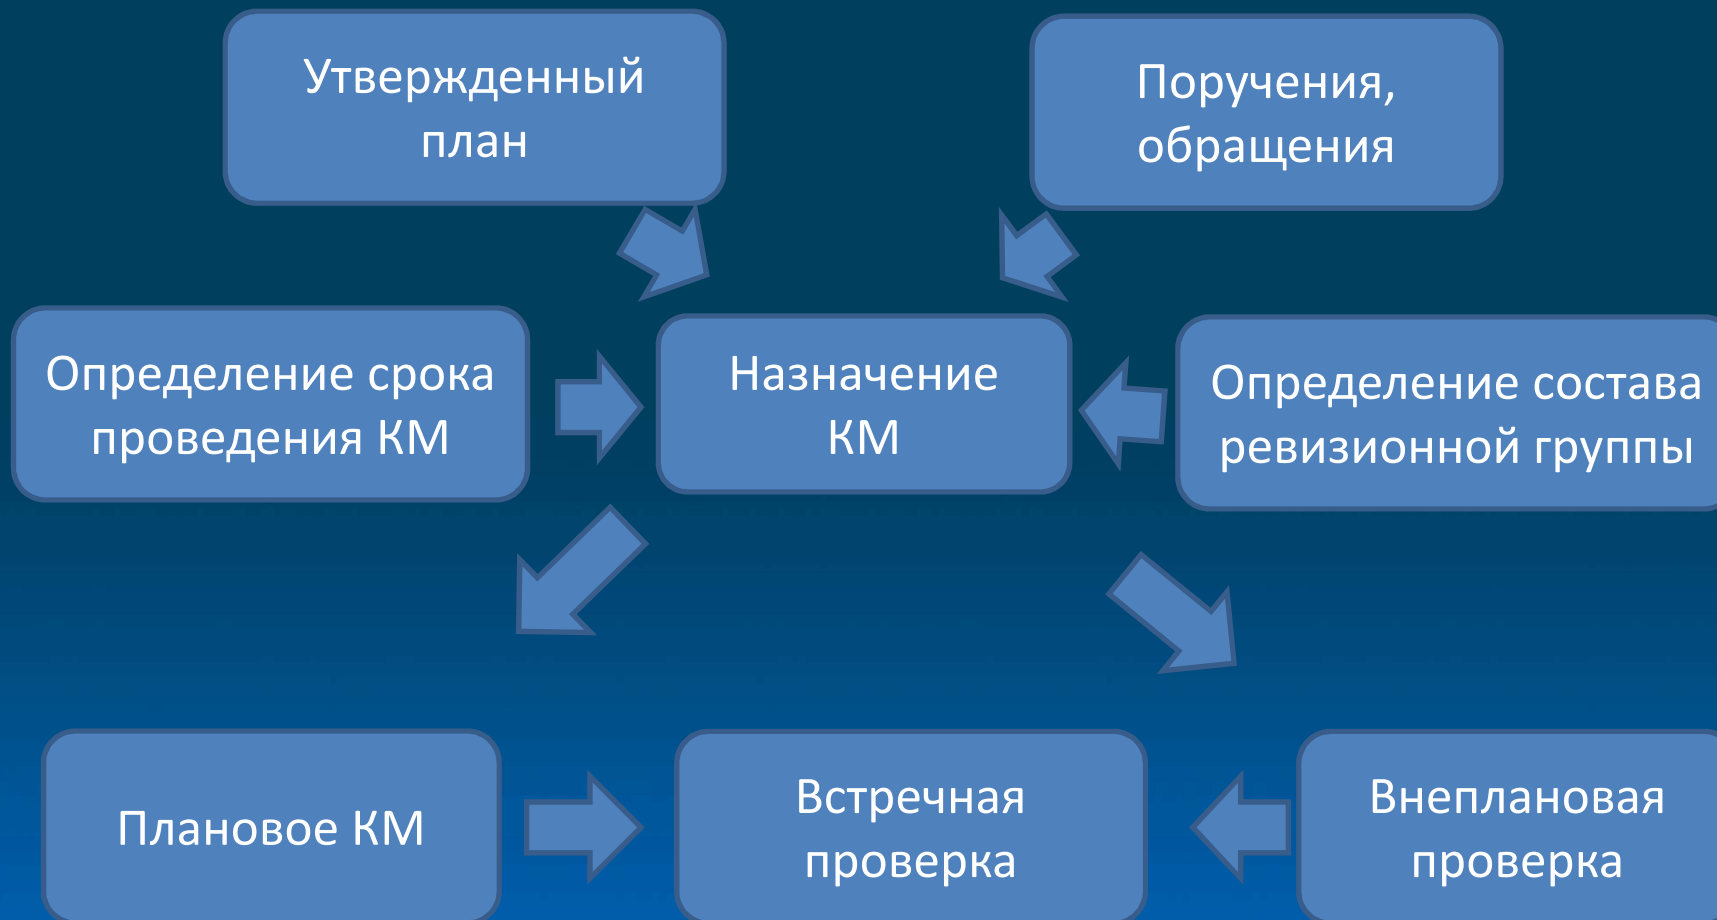 Утвержденный
план
Поручения,
обращения
Определение срока
проведения КМ
Назначение
КМ
Определение состава
ревизионной группы
Плановое КМ
Встречная
проверка
Внеплановая
проверка